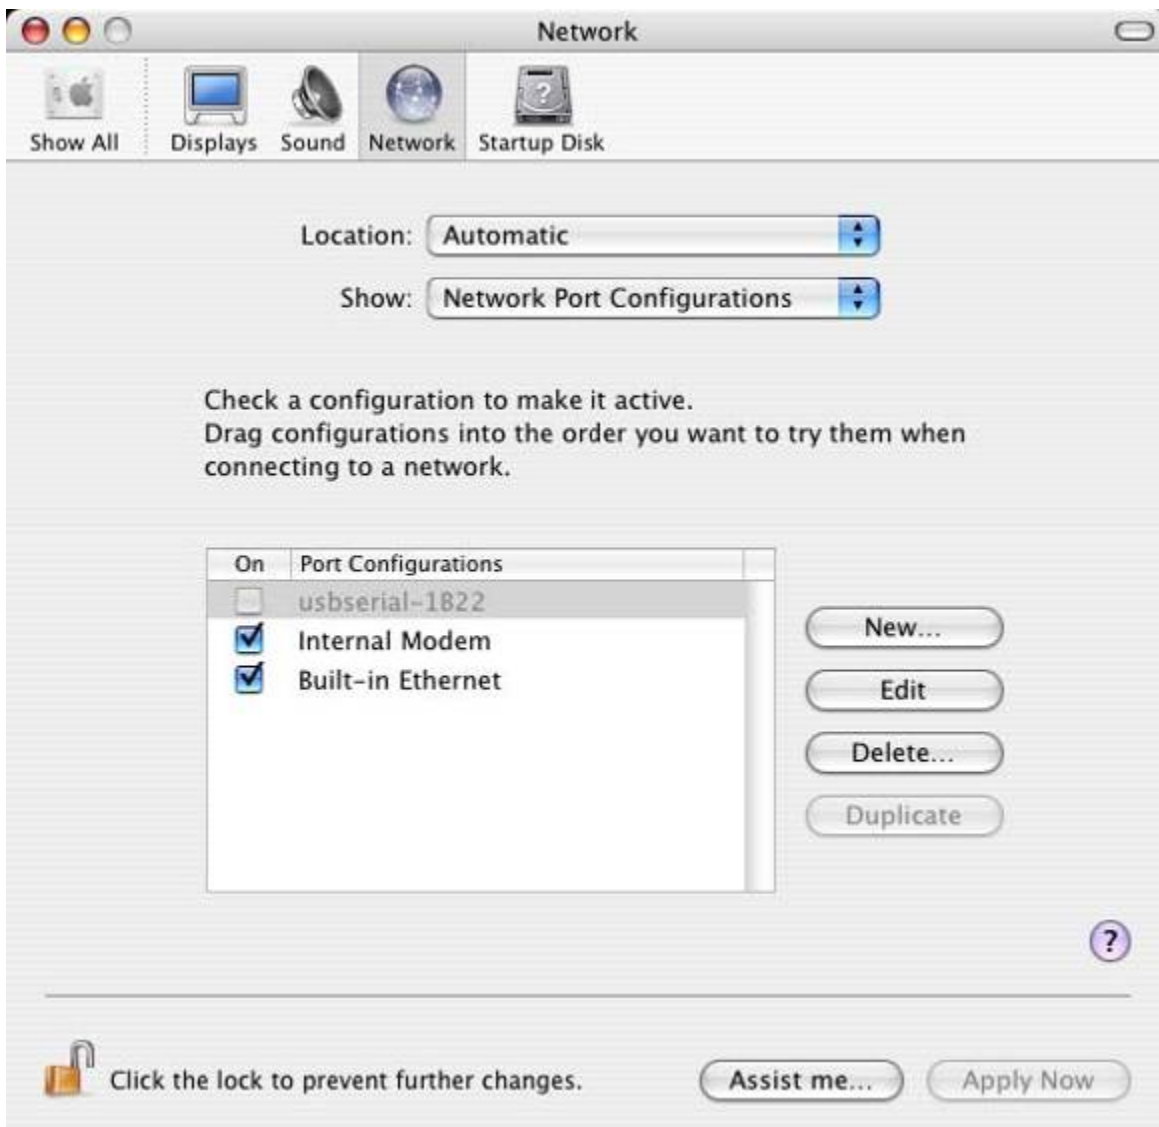 Network
Show All
Displays
Sound
Network
Startup Disk
Location: Automatic
Show: Network Port Configurations
Check a configuration to make it active.
Drag configurations into the order you want to try them when
connecting to a network.
On Port Configurations
usbserial-1822
Internal Modem
Built-in Ethernet
New...
Edit
Delete...
Duplicate
?
Click the lock to prevent further changes.
Assist me...
Apply Now